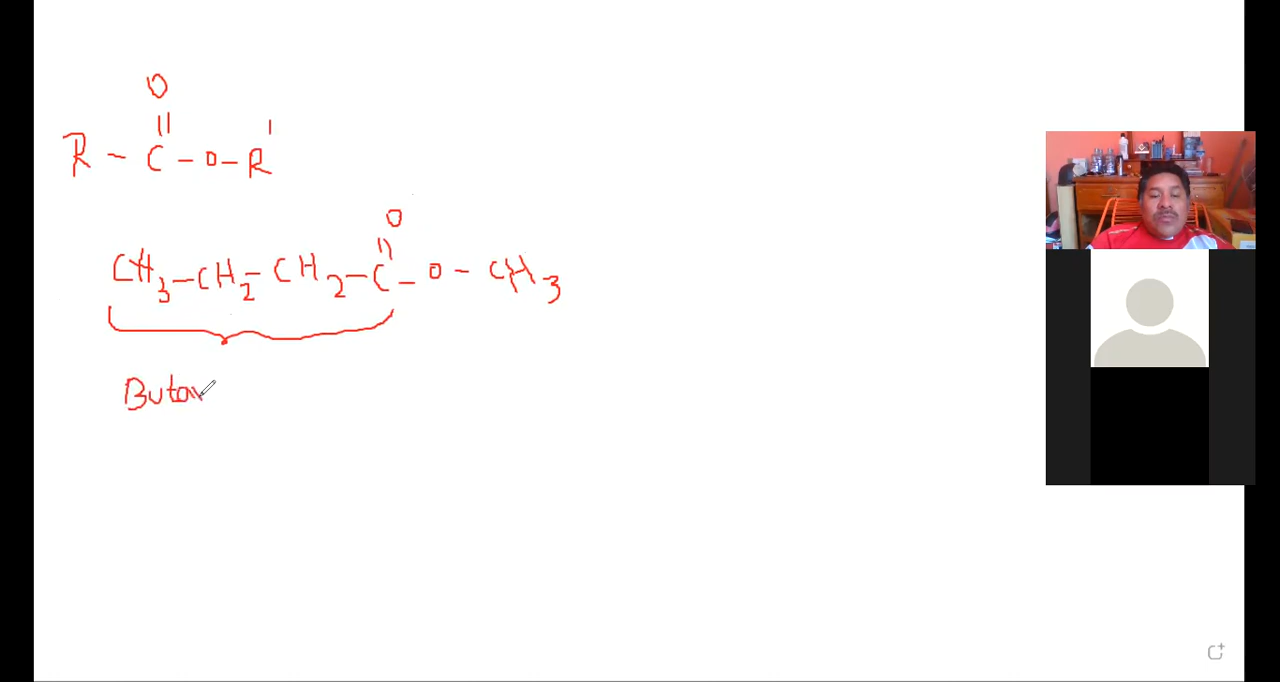 O
||
R - C - O - R'
O
||
CH3 - CH2 - CH2 - C - O - CH3
Butan